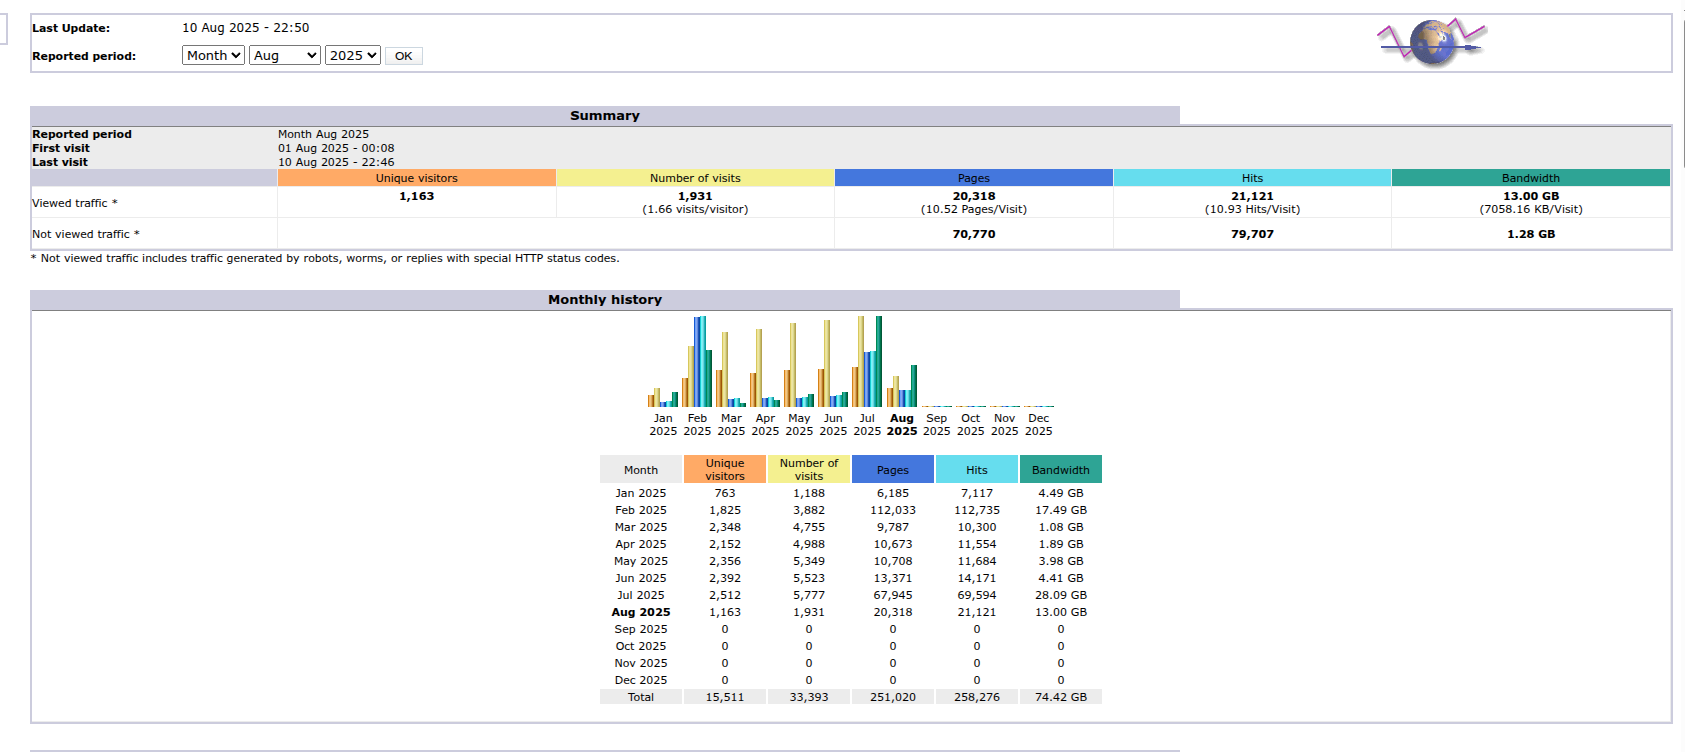 Last Update: 10 Aug 2025 - 22:50
Reported period: Month Aug 2025 OK
Summary
Reported period Month Aug 2025
First visit 01 Aug 2025 - 00:08
Last visit 10 Aug 2025 - 22:46
Unique visitors Number of visits Pages Hits Bandwidth
Viewed traffic * 1,163 1,931 20,318 21,121 13.00 GB
(1.66 visits/visitor) (10.52 Pages/Visit) (10.93 Hits/Visit) (7058.16 KB/Visit)
Not viewed traffic * 70,770 79,707 1.28 GB
* Not viewed traffic includes traffic generated by robots, worms, or replies with special HTTP status codes.
Monthly history
Jan Feb Mar Apr May Jun Jul Aug Sep Oct Nov Dec
2025 2025 2025 2025 2025 2025 2025 2025 2025 2025 2025 2025
Month Unique visitors Number of visits Pages Hits Bandwidth
Jan 2025 763 1,188 6,185 7,117 4.49 GB
Feb 2025 1,825 3,882 112,033 112,735 17.49 GB
Mar 2025 2,348 4,755 9,787 10,300 1.08 GB
Apr 2025 2,152 4,988 10,673 11,554 1.89 GB
May 2025 2,356 5,349 10,708 11,684 3.98 GB
Jun 2025 2,392 5,523 13,371 14,171 4.41 GB
Jul 2025 2,512 5,777 67,945 69,594 28.09 GB
Aug 2025 1,163 1,931 20,318 21,121 13.00 GB
Sep 2025 0 0 0 0 0
Oct 2025 0 0 0 0 0
Nov 2025 0 0 0 0 0
Dec 2025 0 0 0 0 0
Total 15,511 33,393 251,020 258,276 74.42 GB